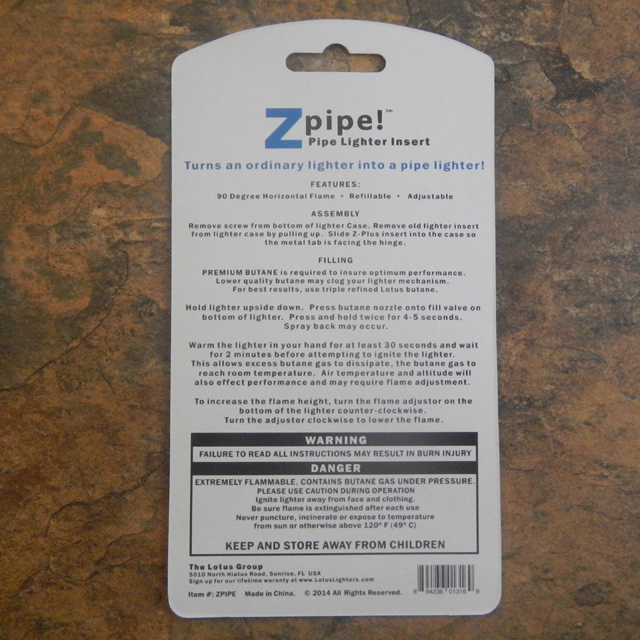 Zpipe!™
Pipe Lighter Insert
Turns an ordinary lighter into a pipe lighter!
FEATURES:
90 Degree Horizontal Flame • Refillable • Adjustable
ASSEMBLY
Remove screw from bottom of lighter Case. Remove old lighter insert
from lighter case by pulling up. Slide Z-Plus insert into the case so
the metal tab is facing the hinge.
FILLING
PREMIUM BUTANE is required to insure optimum performance.
Lower quality butane may clog your lighter mechanism.
For best results, use triple refined Lotus butane.
Hold lighter upside down. Press butane nozzle onto fill valve on
bottom of lighter. Press and hold twice for 4-5 seconds.
Spray back may occur.
Warm the lighter in your hand for at least 30 seconds and wait
for 2 minutes before attempting to ignite the lighter.
This allows excess butane gas to dissipate, the butane gas to
reach room temperature. Air temperature and altitude will
also effect performance and may require flame adjustment.
To increase the flame height, turn the flame adjustor on the
bottom of the lighter counter-clockwise.
Turn the adjustor clockwise to lower the flame.
WARNING
FAILURE TO READ ALL INSTRUCTIONS MAY RESULT IN BURN INJURY
DANGER
EXTREMELY FLAMMABLE. CONTAINS BUTANE GAS UNDER PRESSURE.
PLEASE USE CAUTION DURING OPERATION
Ignite lighter away from face and clothing.
Be sure flame is extinguished after each use
Never puncture, incinerate or expose to temperature
from sun or otherwise above 120° F (49° C)
KEEP AND STORE AWAY FROM CHILDREN
The Lotus Group
5010 North Hiatus Road, Sunrise, FL USA
Sign up for our lifetime waranty at www.LotusLighters.com
Item #: ZPIPE Made in China. © 2014 All Rights Reserved.
8 94236 01316 9